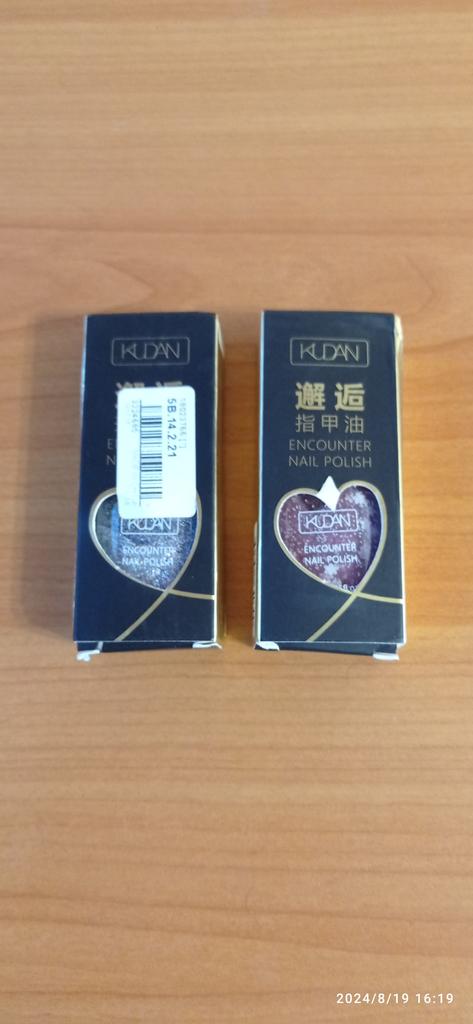 KUDAN
5B.14.2.21
KUDAN
ENCOUNTER
NAIL POLISH
KUDAN
邂逅
指甲油
ENCOUNTER
NAIL POLISH
KUDAN
ENCOUNTER
NAIL POLISH
2024/8/19 16:19